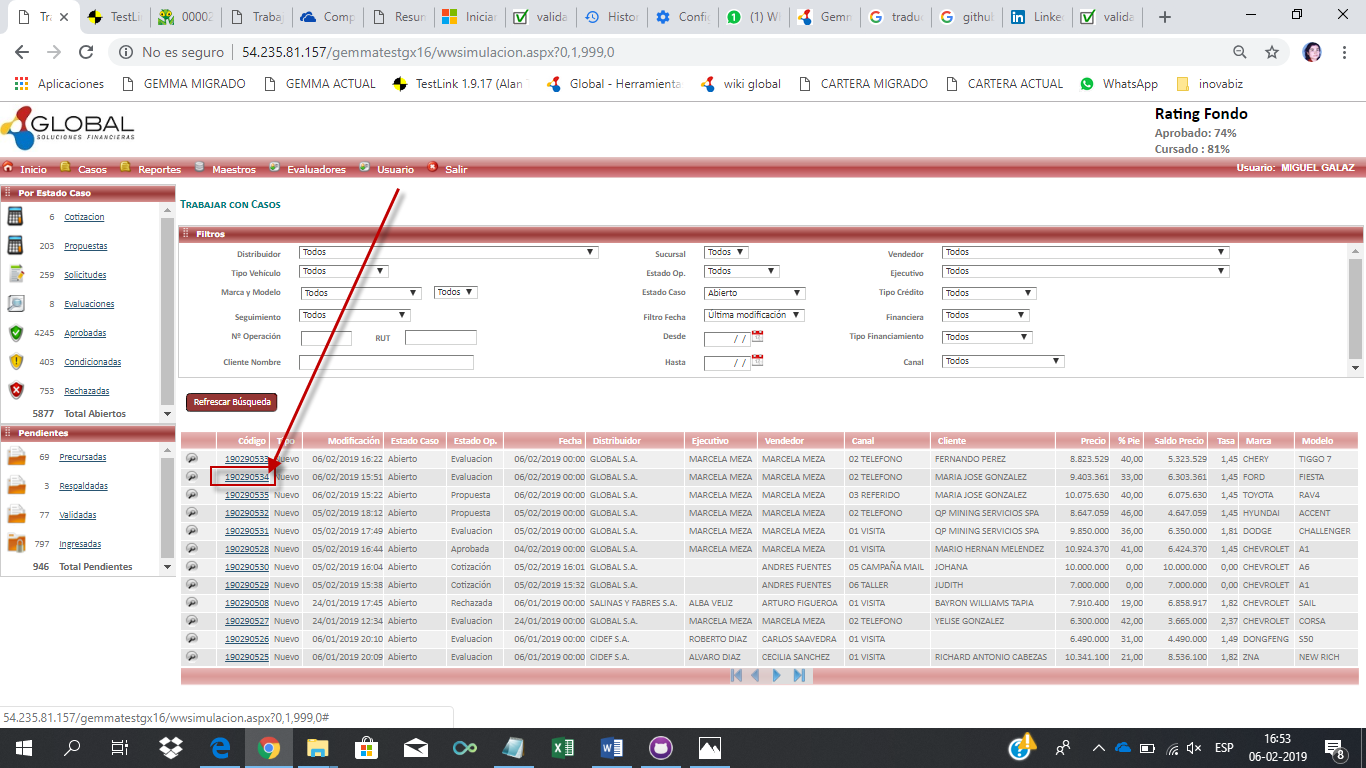 Tra
TestLi
00002
Trabaj
Comp
Resun
Iniciar
valida
Histor
Config
(1) W
Gemm
traduc
githul
Linked
valida
No es seguro | 54.235.81.157/gemmatestgx16/wwsimulacion.aspx?0,1,999,0
Aplicaciones GEMMA MIGRADO GEMMA ACTUAL TestLink 1.9.17 (Alan Global - Herramienta wiki global CARTERA MIGRADO CARTERA ACTUAL WhatsApp inovabiz
GLOBAL
SOLUCIONES FINANCIERAS
Rating Fondo
Aprobado: 74%
Cursado : 81%
Inicio Casos Reportes Maestros Evaluadores Usuario Salir Usuario: MIGUEL GALAZ
Por Estado Caso
6 Cotizacion
203 Propuestas
259 Solicitudes
8 Evaluaciones
4245 Aprobadas
403 Condicionadas
753 Rechazadas
5877 Total Abiertos
Pendientes
69 Precursadas
3 Respaldadas
77 Validadas
797 Ingresadas
946 Total Pendientes
TRABAJAR CON CASOS
Filtros
Distribuidor Todos Sucursal Todos Vendedor Todos
Tipo Vehículo Todos Estado Op. Todos Ejecutivo Todos
Marca y Modelo Todos Todos Estado Caso Abierto Tipo Crédito Todos
Seguimiento Todos Filtro Fecha Última modificación Financiera Todos
Nº Operación RUT Desde / / Tipo Financiamiento Todos
Cliente Nombre Hasta / / Canal Todos
Refrescar Búsqueda
Código Tipo Modificación Estado Caso Estado Op. Fecha Distribuidor Ejecutivo Vendedor Canal Cliente Precio % Pie Saldo Precio Tasa Marca Modelo
190290533 Nuevo 06/02/2019 16:22 Abierto Evaluacion 06/02/2019 00:00 GLOBAL S.A. MARCELA MEZA MARCELA MEZA 02 TELEFONO FERNANDO PEREZ 8.823.529 40,00 5.323.529 1,45 CHERY TIGGO 7
190290534 Nuevo 06/02/2019 15:51 Abierto Evaluacion 06/02/2019 00:00 GLOBAL S.A. MARCELA MEZA MARCELA MEZA 02 TELEFONO MARIA JOSE GONZALEZ 9.403.361 33,00 6.303.361 1,45 FORD FIESTA
190290535 Nuevo 06/02/2019 15:22 Abierto Propuesta 06/02/2019 00:00 GLOBAL S.A. MARCELA MEZA MARCELA MEZA 03 REFERIDO MARIA JOSE GONZALEZ 10.075.630 40,00 6.075.630 1,45 TOYOTA RAV4
190290532 Nuevo 05/02/2019 18:12 Abierto Propuesta 05/02/2019 00:00 GLOBAL S.A. MARCELA MEZA MARCELA MEZA 02 TELEFONO QP MINING SERVICIOS SPA 8.647.059 46,00 4.647.059 1,45 HYUNDAI ACCENT
190290531 Nuevo 05/02/2019 17:49 Abierto Evaluacion 05/02/2019 00:00 GLOBAL S.A. MARCELA MEZA MARCELA MEZA 01 VISITA QP MINING SERVICIOS SPA 9.850.000 36,00 6.350.000 1,81 DODGE CHALLENGER
190290528 Nuevo 05/02/2019 16:44 Abierto Aprobada 04/02/2019 00:00 GLOBAL S.A. MARCELA MEZA MARCELA MEZA 01 VISITA MARIO HERNAN MELENDEZ 10.924.370 41,00 6.424.370 1,45 CHEVROLET A1
190290530 Nuevo 05/02/2019 16:04 Abierto Cotización 05/02/2019 16:01 GLOBAL S.A. ANDRES FUENTES 05 CAMPAÑA MAIL JOHANA 10.000.000 0,00 10.000.000 0,00 CHEVROLET A6
190290529 Nuevo 05/02/2019 15:38 Abierto Cotización 05/02/2019 15:32 GLOBAL S.A. ANDRES FUENTES 06 TALLER JUDITH 7.000.000 0,00 7.000.000 0,00 CHEVROLET A1
190290508 Nuevo 24/01/2019 17:45 Abierto Rechazada 06/01/2019 00:00 SALINAS Y FABRES S.A. ALBA VELIZ ARTURO FIGUEROA 01 VISITA BAYRON WILLIAMS TAPIA 7.910.400 19,00 6.858.917 1,82 CHEVROLET SAIL
190290527 Nuevo 24/01/2019 12:34 Abierto Evaluacion 24/01/2019 00:00 GLOBAL S.A. MARCELA MEZA MARCELA MEZA 02 TELEFONO YELISE GONZALEZ 6.300.000 42,00 3.665.000 2,37 CHEVROLET CORSA
190290526 Nuevo 06/01/2019 20:10 Abierto Evaluacion 06/01/2019 00:00 CIDEF S.A. ROBERTO DIAZ CARLOS SAAVEDRA 01 VISITA 6.490.000 31,00 4.490.000 1,49 DONGFENG S50
190290525 Nuevo 06/01/2019 20:09 Abierto Evaluacion 06/01/2019 00:00 CIDEF S.A. ALVARO DIAZ CECILIA SANCHEZ 01 VISITA RICHARD ANTONIO CABEZAS 10.341.100 21,00 8.536.100 1,82 ZNA NEW RICH
54.235.81.157/gemmatestgx16/wwsimulacion.aspx?0,1,999,0#
ESP
16:53
06-02-2019
8